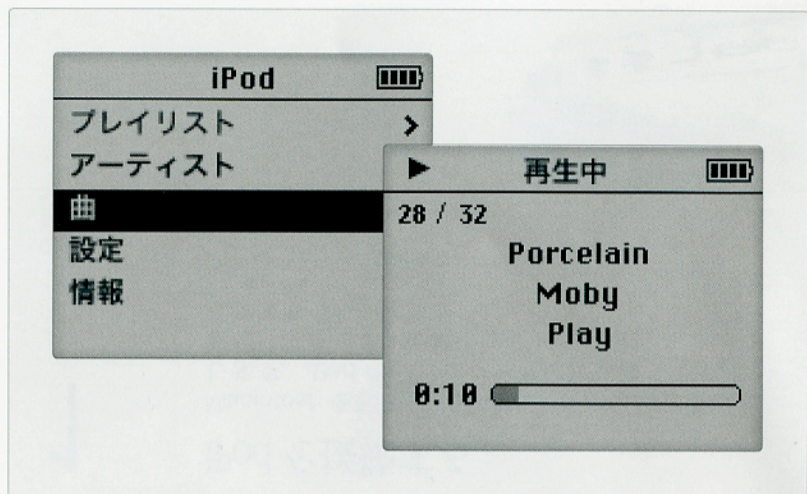 iPod
プレイリスト
アーティスト
曲
設定
情報
再生中
28 / 32
Porcelain
Moby
Play
0:10